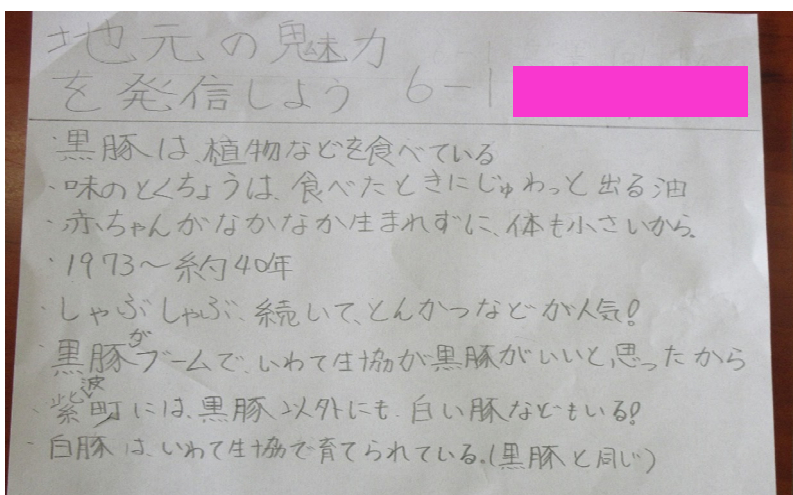 地元の魅力
を発信しよう 6-1
・黒豚は、植物などを食べている
・味のとくちょうは、食べたときにじゅわっと出る油
・赤ちゃんがなかなか生まれずに、体も小さいから。
・1973〜約40年
・しゃぶしゃぶ、続いて、とんかつなどが人気!
・黒豚がブームで、いわて生協が黒豚がいいと思ったから
・紫波町には、黒豚以外にも、白い豚などもいる!
・白豚は、いわて生協で育てられている。(黒豚と同じ)